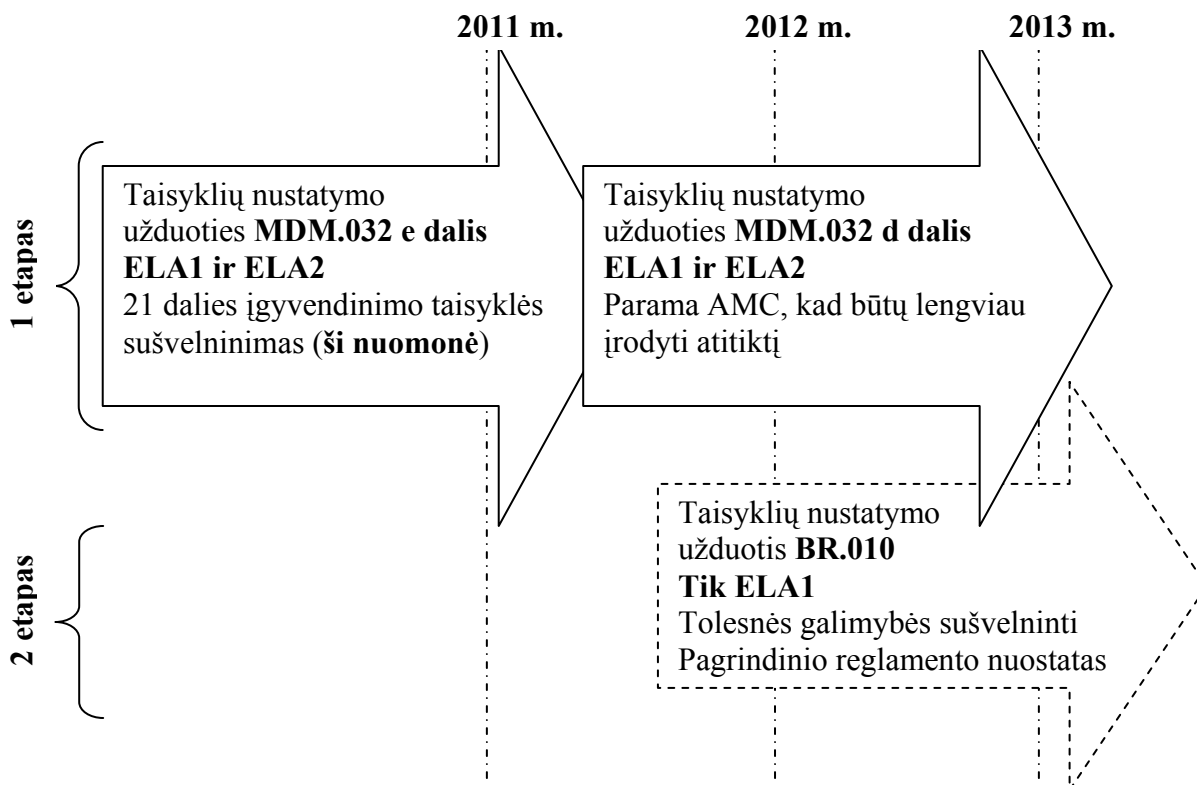 2011 m.
2012 m.
2013 m.
1 etapas
Taisyklių nustatymo
užduoties MDM.032 e dalis
ELA1 ir ELA2
21 dalies įgyvendinimo taisyklės
sušvelninimas (ši nuomonė)
Taisyklių nustatymo
užduoties MDM.032 d dalis
ELA1 ir ELA2
Parama AMC, kad būtų lengviau
įrodyti atitiktį
2 etapas
Taisyklių nustatymo
užduotis BR.010
Tik ELA1
Tolesnės galimybės sušvelninti
Pagrindinio reglamento nuostatas